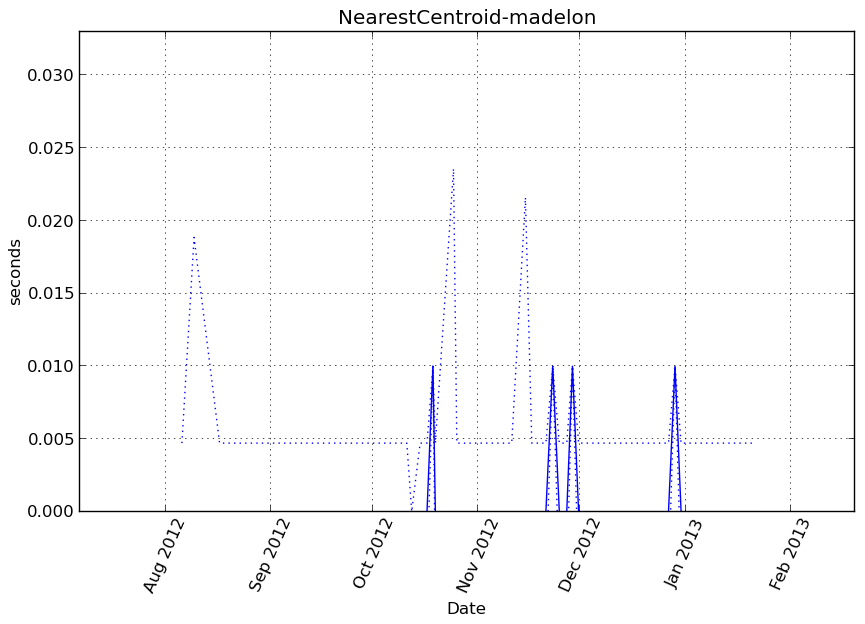 NearestCentroid-madelon
0.030
0.025
0.020
0.015
0.010
0.005
0.000
seconds
Aug 2012
Sep 2012
Oct 2012
Nov 2012
Dec 2012
Jan 2013
Feb 2013
Date